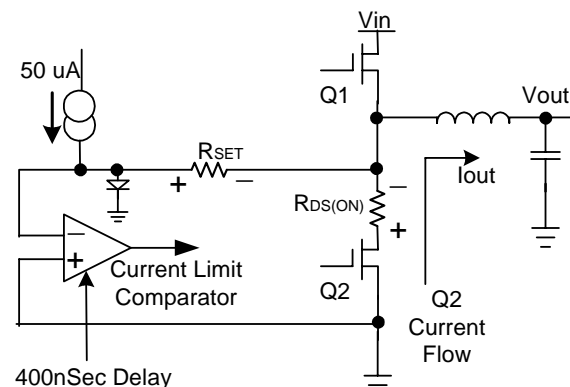 Vin
50 uA
Q1
Vout
RSET
+
−
−
Iout
RDS(ON)
+
−
+
Current Limit
Comparator
Q2
Q2
Current
Flow
400nSec Delay